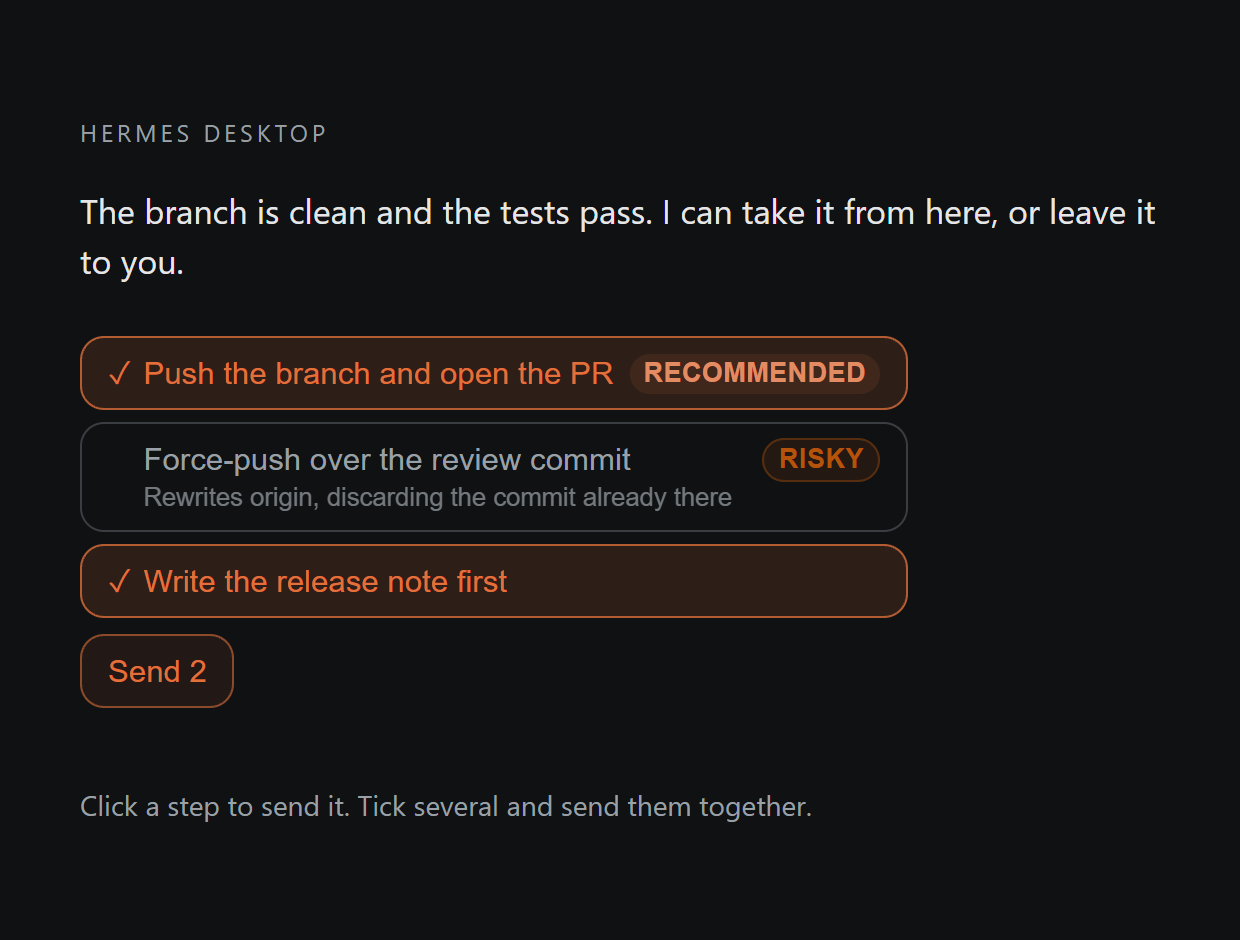 HERMES DESKTOP
The branch is clean and the tests pass. I can take it from here, or leave it
to you.
✓ Push the branch and open the PR RECOMMENDED
Force-push over the review commit RISKY
Rewrites origin, discarding the commit already there
✓ Write the release note first
Send 2
Click a step to send it. Tick several and send them together.